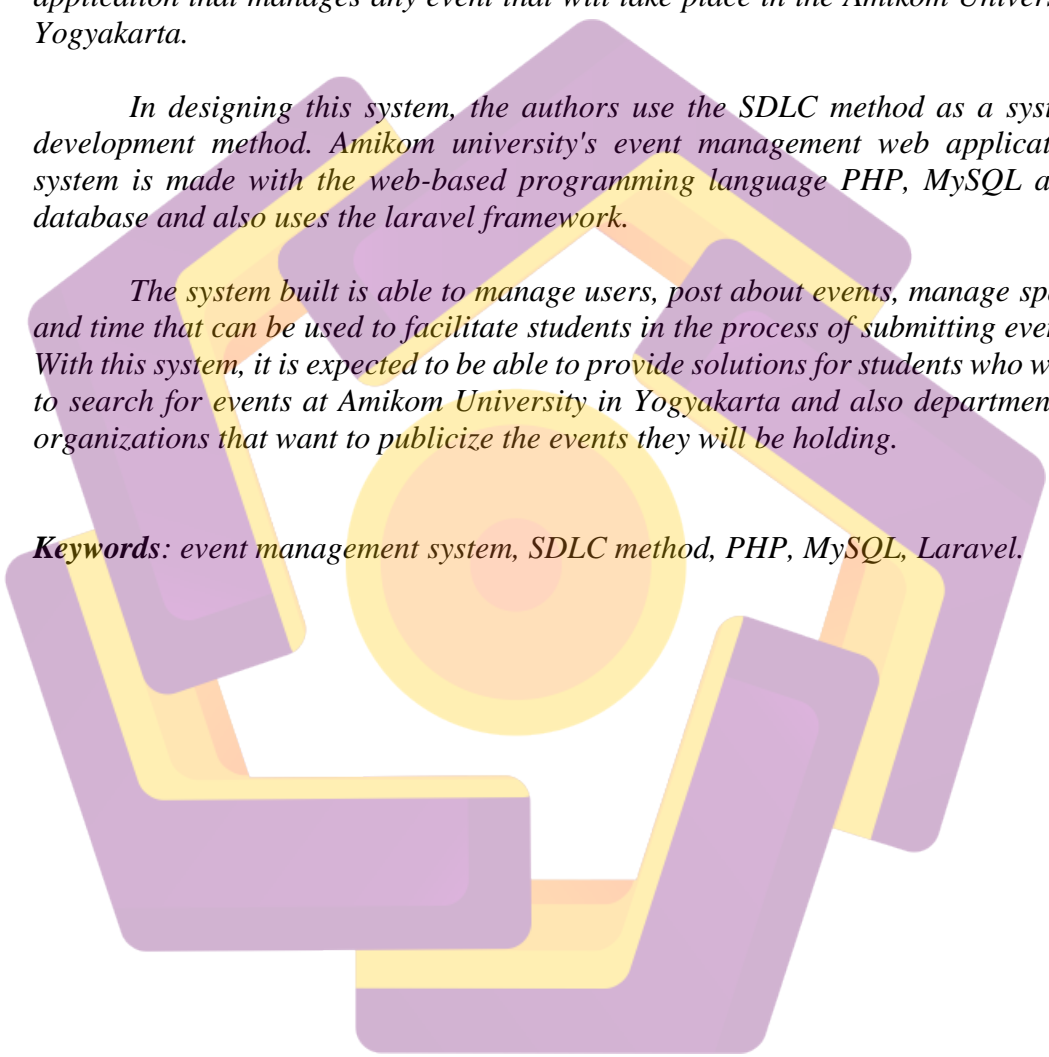 application that manages any event that will take place in the Amikom Univers
Yogyakarta.
In designing this system, the authors use the SDLC method as a syst
development method. Amikom university's event management web applicat
system is made with the web-based programming language PHP, MySQL a
database and also uses the laravel framework.
The system built is able to manage users, post about events, manage sp
and time that can be used to facilitate students in the process of submitting even
With this system, it is expected to be able to provide solutions for students who w
to search for events at Amikom University in Yogyakarta and also department
organizations that want to publicize the events they will be holding.
Keywords: event management system, SDLC method, PHP, MySQL, Laravel.